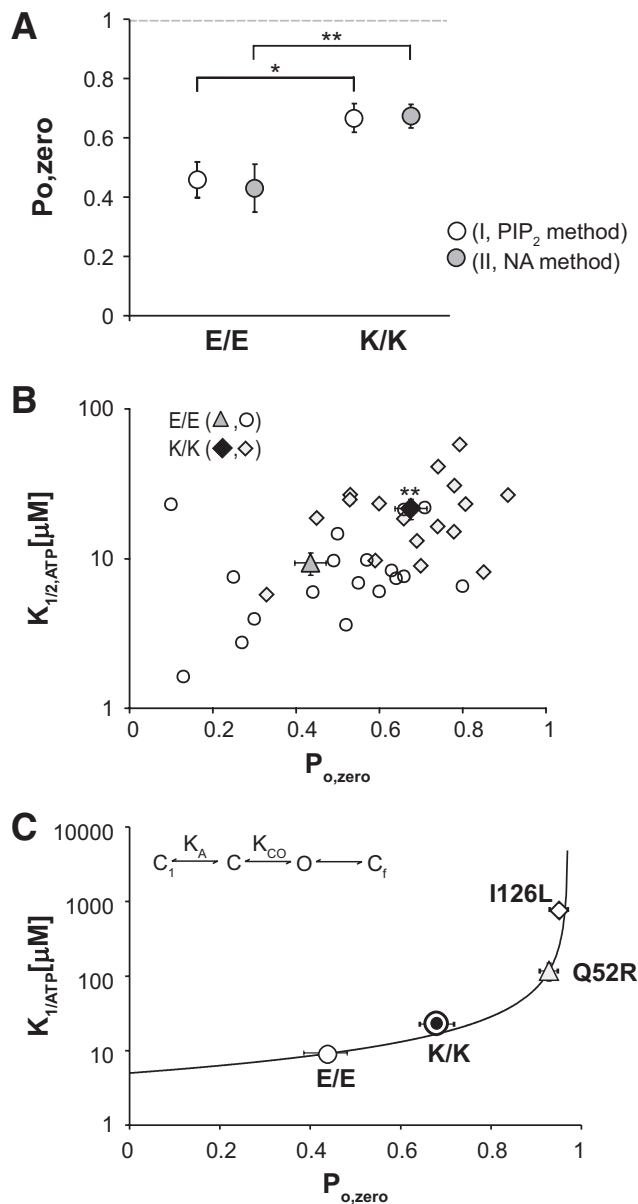 A
1
**
*
0.8
0.6
Po,zero
0.4
0.2
0
E/E
K/K
(I, PIP2 method)
(II, NA method)
B
100
E/E ( , )
K/K ( , )
**
K1/2,ATP[μM]
10
1
0 0.2 0.4 0.6 0.8 1
Po,zero
C
10000
KA KCO
C1 C O Cf
1000
I126L
K1/ATP[μM]
100
Q52R
10
K/K
E/E
1
0 0.2 0.4 0.6 0.8 1
Po,zero